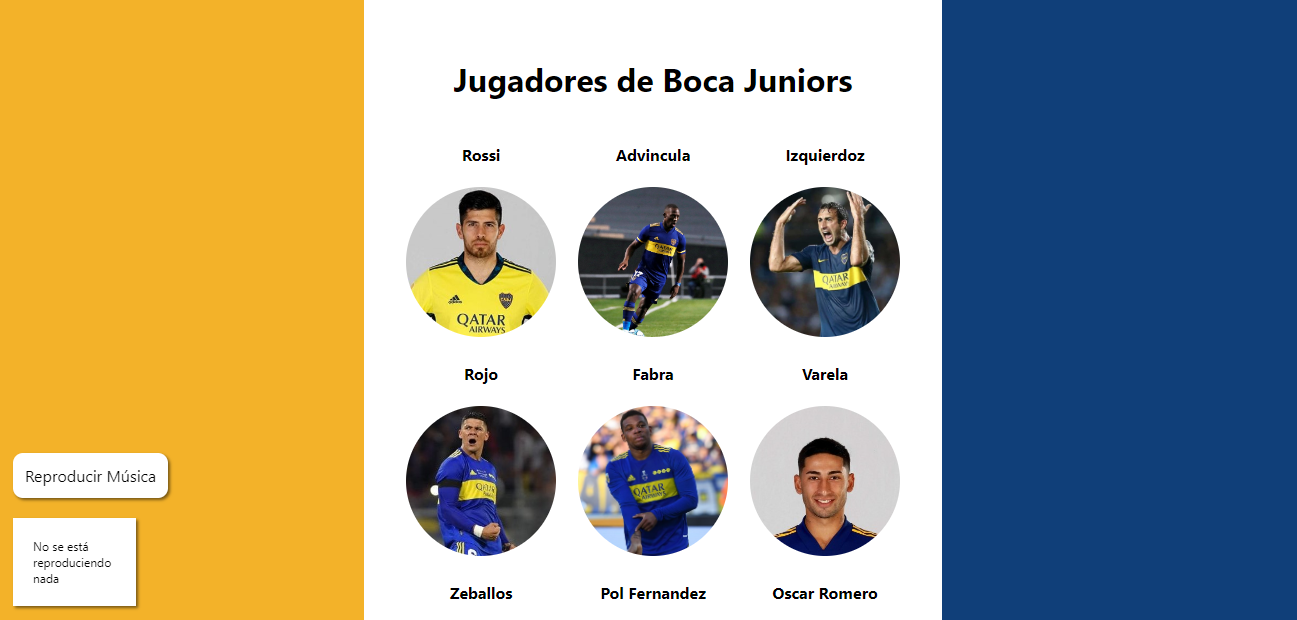 Jugadores de Boca Juniors
Rossi
Advincula
Izquierdoz
QATAR
AIRWAYS
QATAR
AIRWAYS
Rojo
Fabra
Varela
QATAR
QATAR
Zeballos
Pol Fernandez
Oscar Romero
Reproducir Música
No se está
reproduciendo
nada